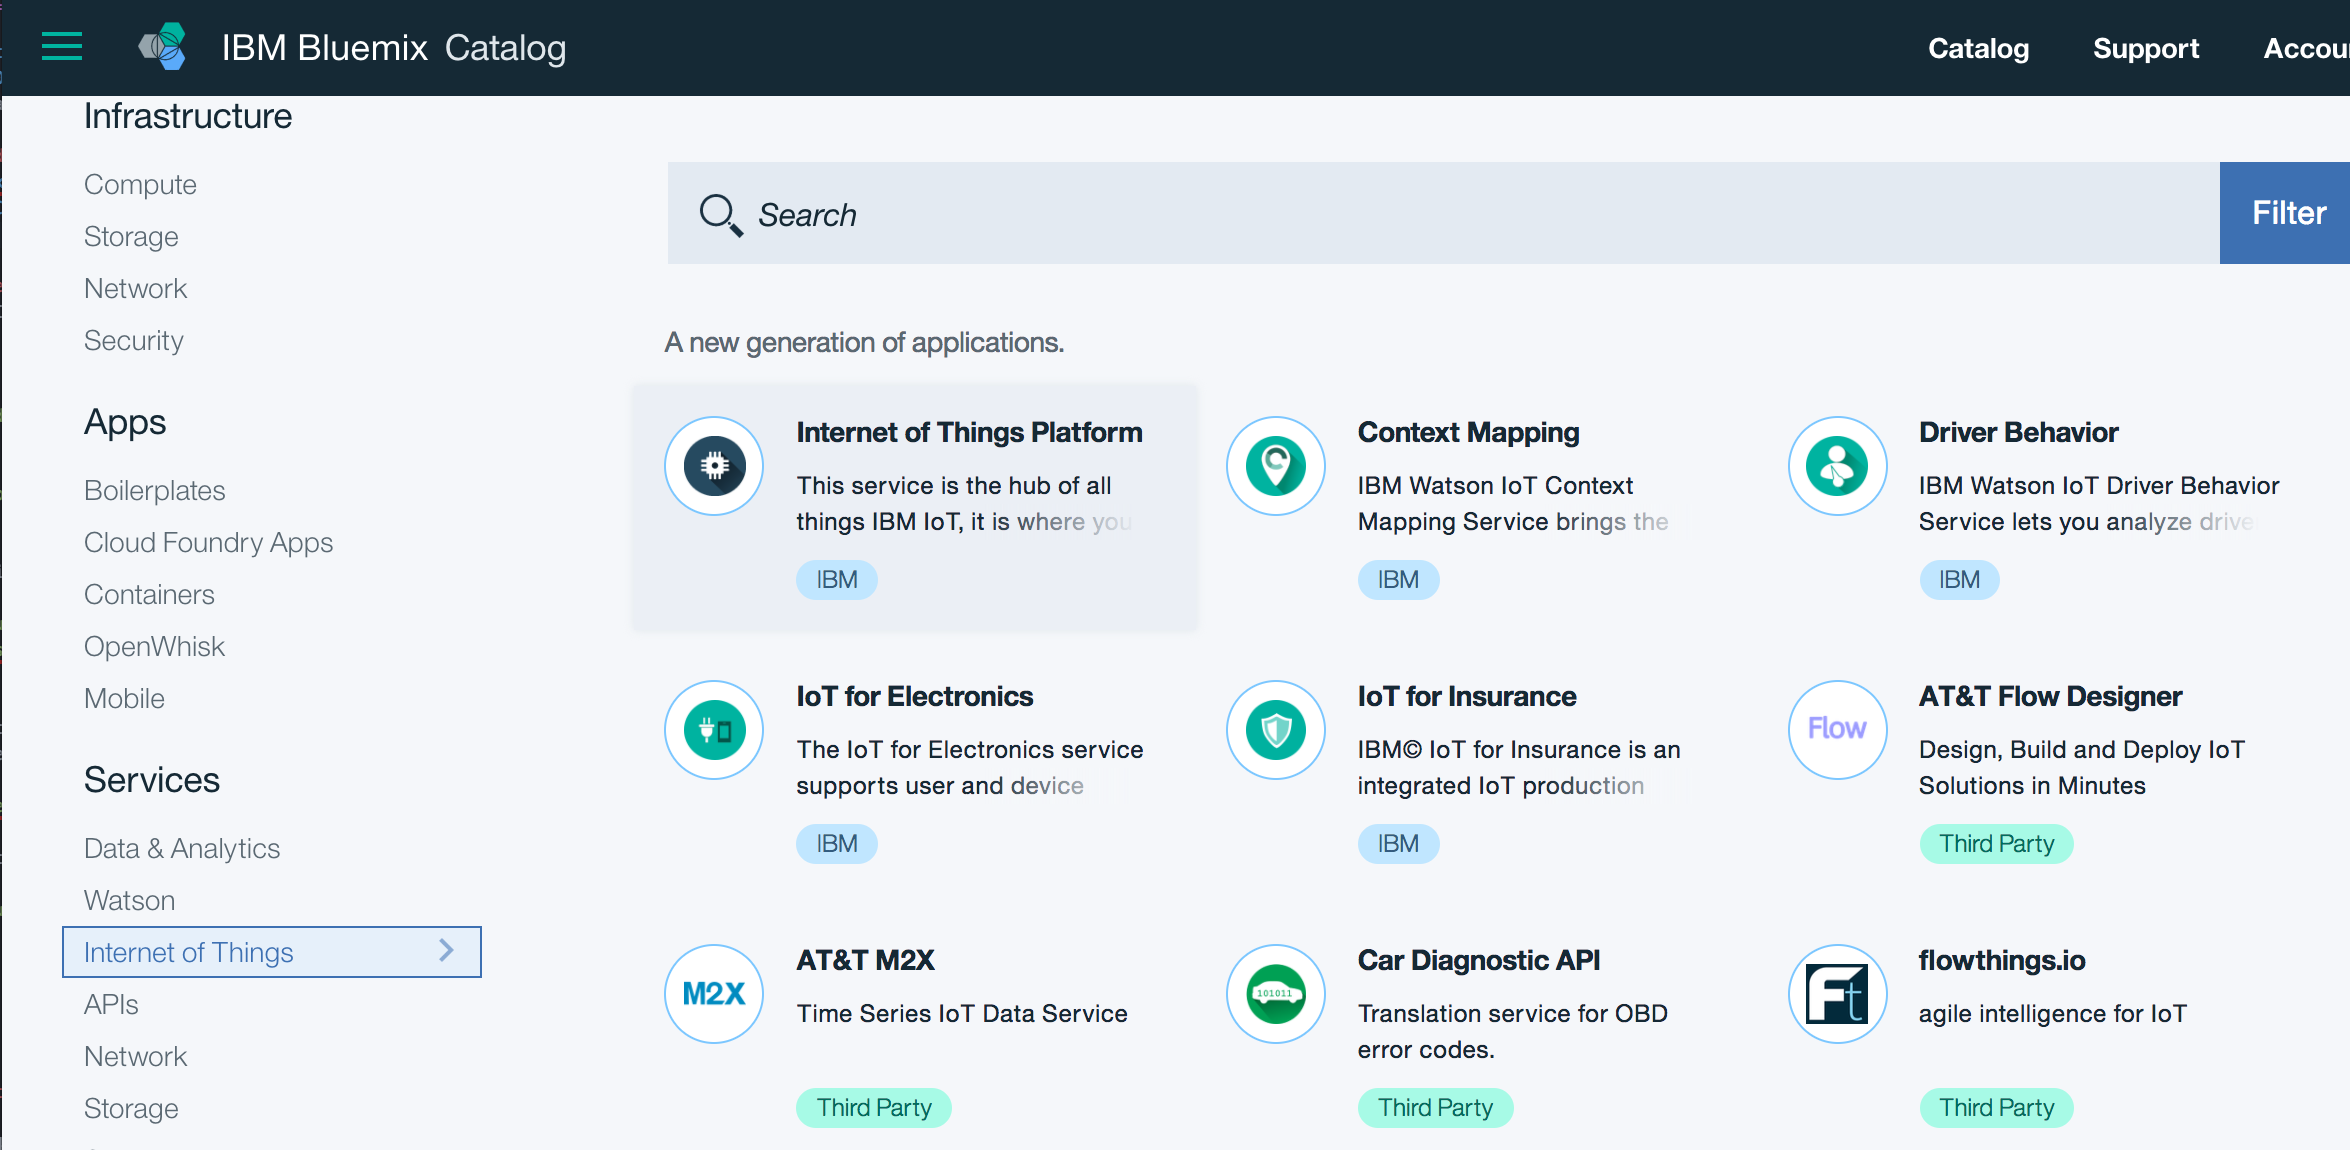 IBM Bluemix Catalog
Catalog
Support
Infrastructure
Compute
Storage
Network
Security
Apps
Boilerplates
Cloud Foundry Apps
Containers
OpenWhisk
Mobile
Services
Data & Analytics
Watson
Internet of Things
APIs
Network
Storage
Search
Filter
A new generation of applications.
Internet of Things Platform
This service is the hub of all
things IBM IoT, it is where you
IBM
Context Mapping
IBM Watson IoT Context
Mapping Service brings the
IBM
Driver Behavior
IBM Watson IoT Driver Behavior
Service lets you analyze drive
IBM
IoT for Electronics
The IoT for Electronics service
supports user and device
IBM
IoT for Insurance
IBM© IoT for Insurance is an
integrated IoT production
IBM
Flow
AT&T Flow Designer
Design, Build and Deploy IoT
Solutions in Minutes
Third Party
M2X
AT&T M2X
Time Series IoT Data Service
Third Party
101011
Car Diagnostic API
Translation service for OBD
error codes.
Third Party
Ft
flowthings.io
agile intelligence for IoT
Third Party